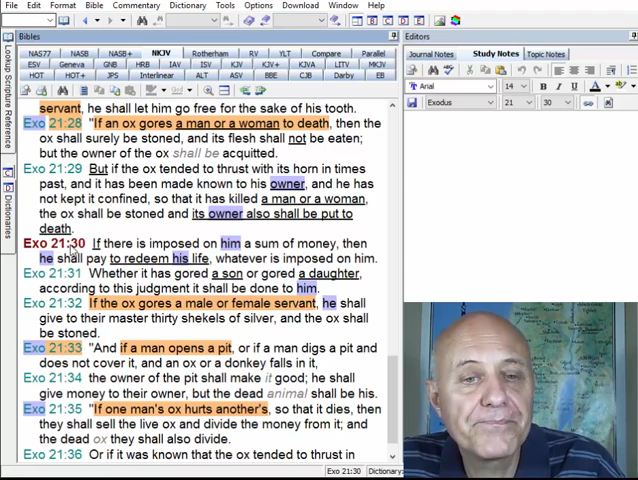 File Edit View Bible Commentary Dictionary Tools Options Download Window Help
Bibles
Editors
NAS77 NASB NASB+ NKJV Rotherham RV YLT Compare Parallel
ESV Geneva GNB HRB IAV ISV KJV+ KJVA LITV MKJV
HOT HOT+ JPS Interlinear ALT ASV BBE CJB Darby EB
Journal Notes Study Notes Topic Notes
Arial 14
Exodus 21 30
Lookup Scripture Reference
Dictionaries
servant, he shall let him go free for the sake of his tooth.
Exo 21:28 "If an ox gores a man or a woman to death, then the
ox shall surely be stoned, and its flesh shall not be eaten;
but the owner of the ox shall be acquitted.
Exo 21:29 But if the ox tended to thrust with its horn in times
past, and it has been made known to his owner, and he has
not kept it confined, so that it has killed a man or a woman,
the ox shall be stoned and its owner also shall be put to
death.
Exo 21:30 If there is imposed on him a sum of money, then
he shall pay to redeem his life, whatever is imposed on him.
Exo 21:31 Whether it has gored a son or gored a daughter,
according to this judgment it shall be done to him.
Exo 21:32 If the ox gores a male or female servant, he shall
give to their master thirty shekels of silver, and the ox shall
be stoned.
Exo 21:33 "And if a man opens a pit, or if a man digs a pit and
does not cover it, and an ox or a donkey falls in it,
Exo 21:34 the owner of the pit shall make it good; he shall
give money to their owner, but the dead animal shall be his.
Exo 21:35 "If one man's ox hurts another's, so that it dies, then
they shall sell the live ox and divide the money from it; and
the dead ox they shall also divide.
Exo 21:36 Or if it was known that the ox tended to thrust in
Exo 21:30 Dictionary: